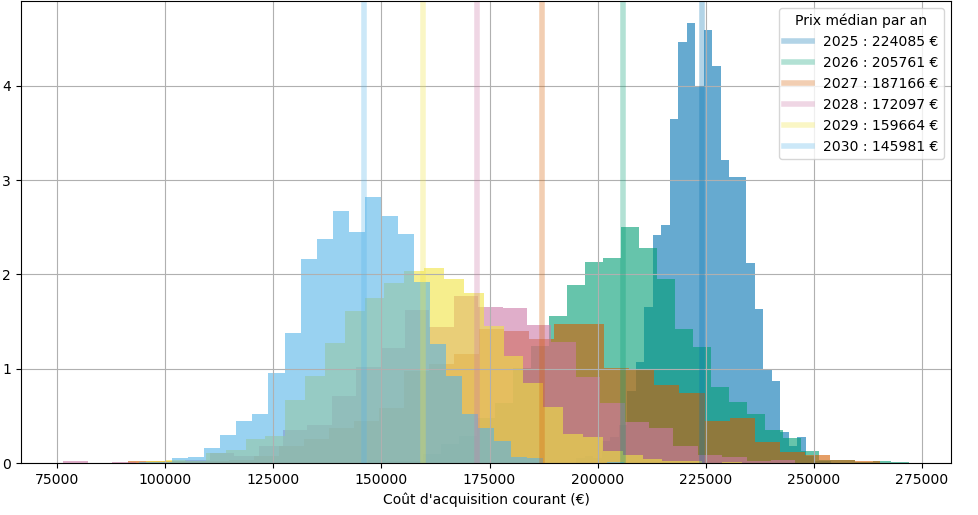 Prix médian par an
2025 : 224085 €
2026 : 205761 €
2027 : 187166 €
2028 : 172097 €
2029 : 159664 €
2030 : 145981 €
4
3
2
1
0
75000 100000 125000 150000 175000 200000 225000 250000 275000
Coût d'acquisition courant (€)